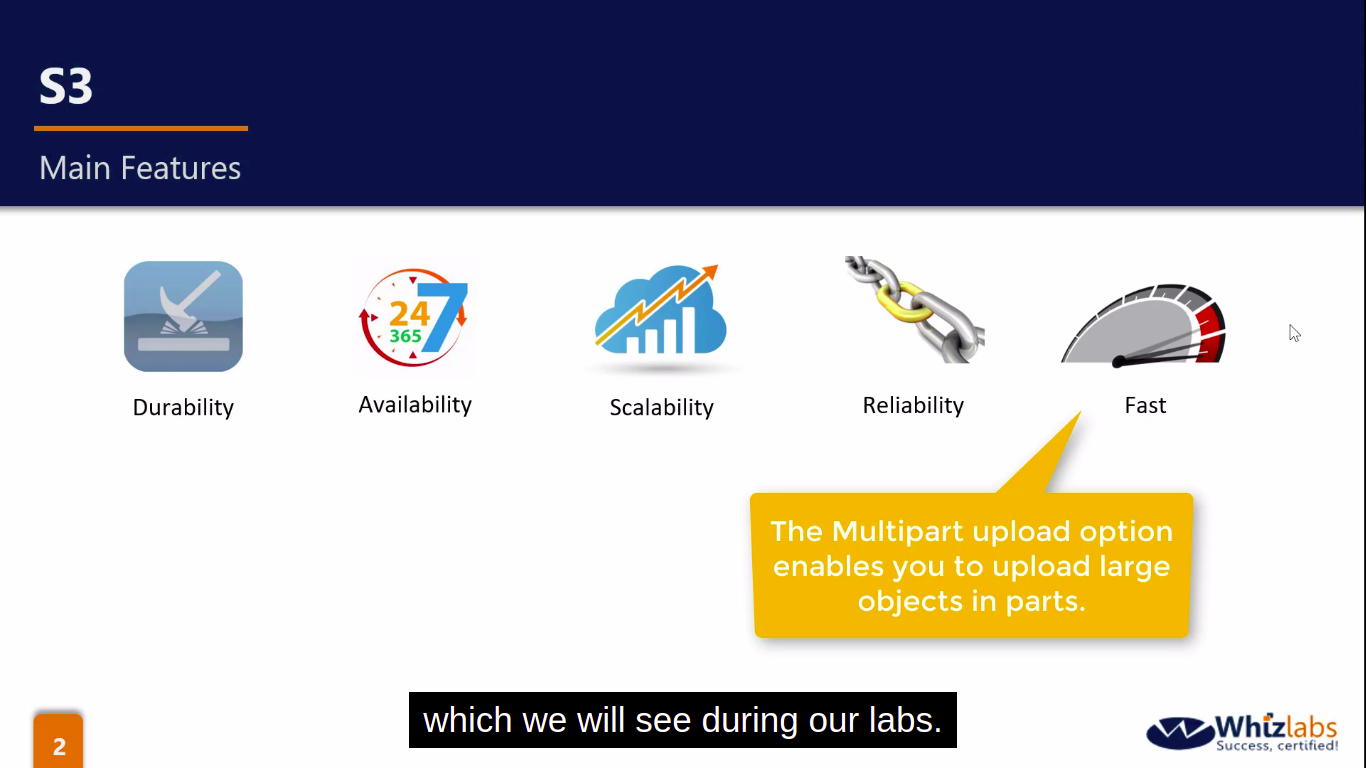 S3
Main Features
24
7
365
Durability
Availability
Scalability
Reliability
Fast
The Multipart upload option
enables you to upload large
objects in parts.
which we will see during our labs.
2
Whizlabs
Success, certified!